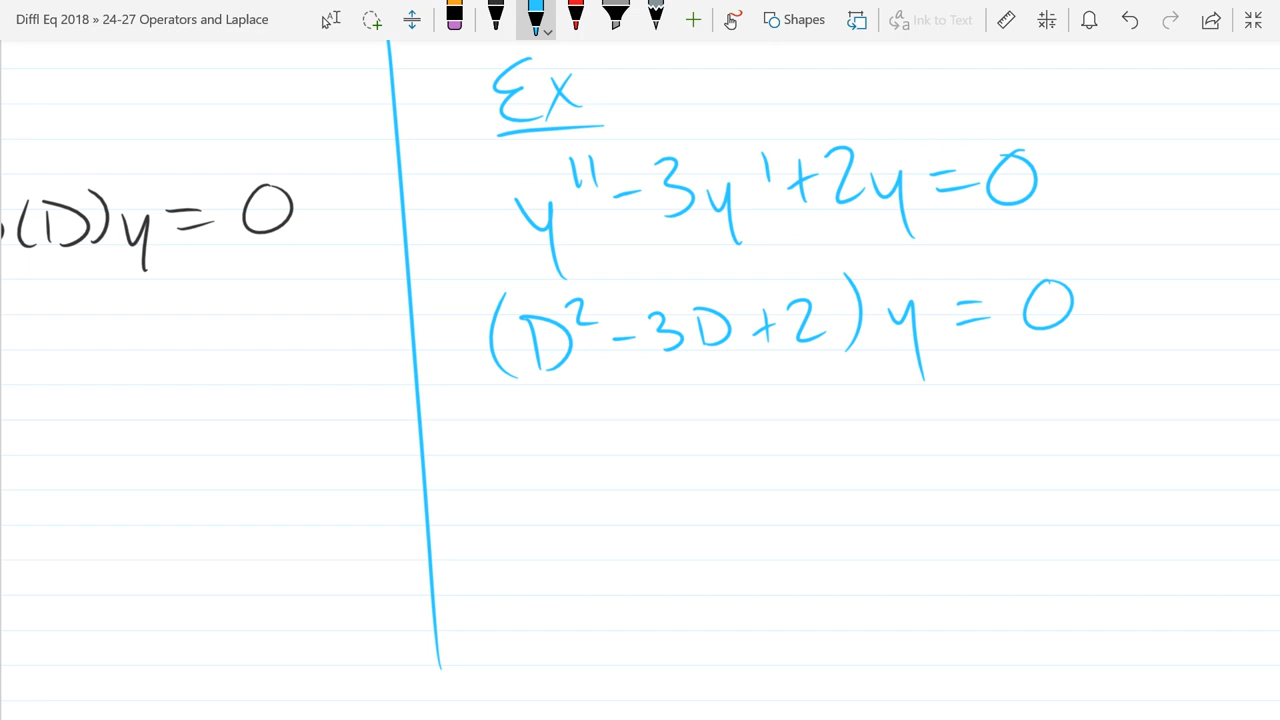 Diffl Eq 2018 » 24-27 Operators and Laplace
Shapes
Ink to Text
(D))y = 0
Ex
y'' - 3y' + 2y = 0
(D² - 3D + 2) y = 0